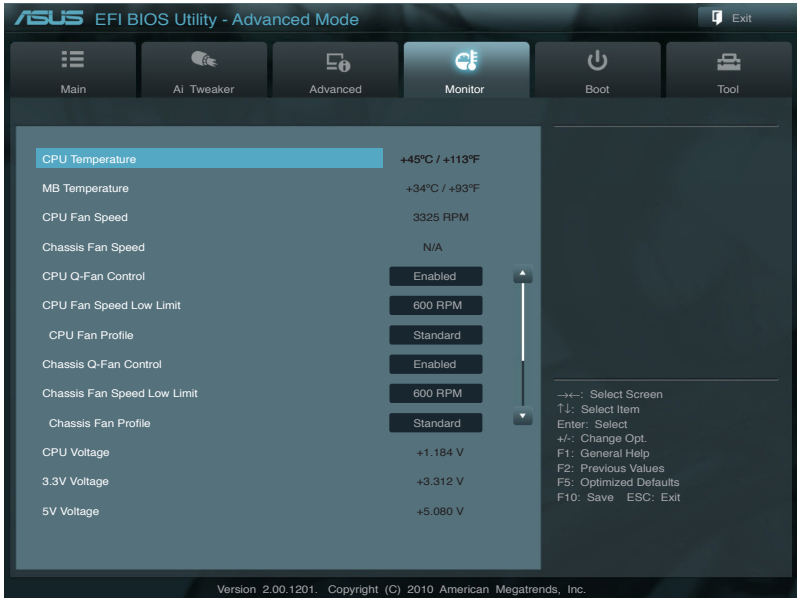 ASUS EFI BIOS Utility - Advanced Mode Exit
Main Ai Tweaker Advanced Monitor Boot Tool
CPU Temperature +45ºC / +113ºF
MB Temperature +34ºC / +93ºF
CPU Fan Speed 3325 RPM
Chassis Fan Speed N/A
CPU Q-Fan Control Enabled
CPU Fan Speed Low Limit 600 RPM
CPU Fan Profile Standard
Chassis Q-Fan Control Enabled
Chassis Fan Speed Low Limit 600 RPM
Chassis Fan Profile Standard
CPU Voltage +1.184 V
3.3V Voltage +3.312 V
5V Voltage +5.080 V
→←: Select Screen
↑↓: Select Item
Enter: Select
+/-: Change Opt.
F1: General Help
F2: Previous Values
F5: Optimized Defaults
F10: Save ESC: Exit
Version 2.00.1201. Copyright (C) 2010 American Megatrends, Inc.